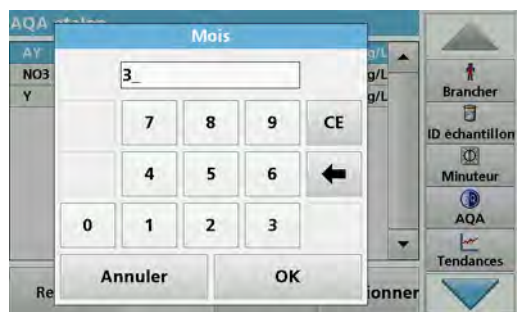 AQA
Mois
AY g/L
NO3 g/L
Y g/L
3_
7 8 9 CE
4 5 6
0 1 2 3
Annuler OK
Brancher
ID échantillon
Minuteur
AQA
Tendances